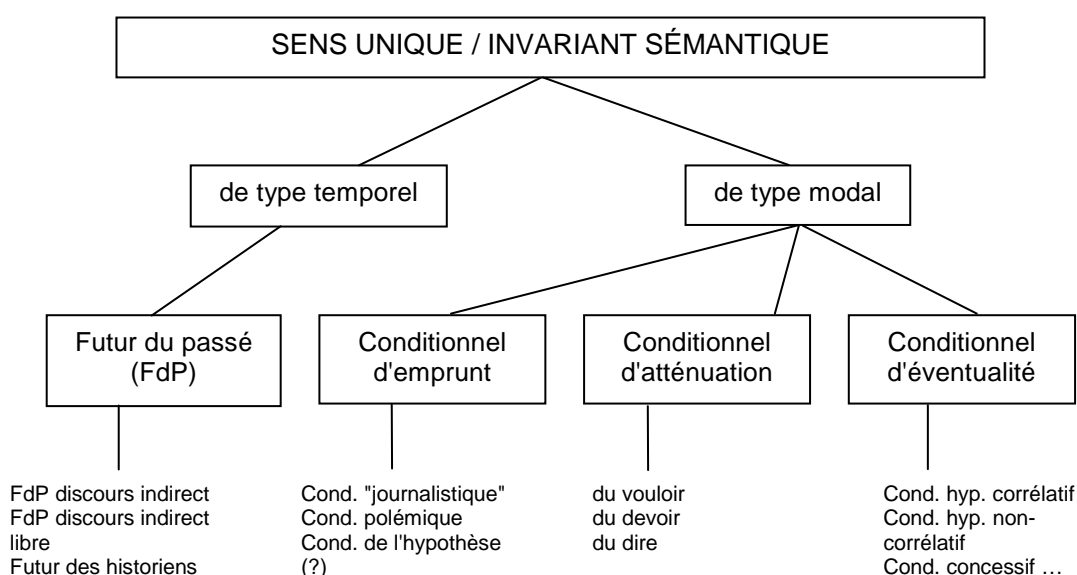 SENS UNIQUE / INVARIANT SÉMANTIQUE
de type temporel
de type modal
Futur du passé
(FdP)
Conditionnel
d'emprunt
Conditionnel
d'atténuation
Conditionnel
d'éventualité
FdP discours indirect
FdP discours indirect
libre
Futur des historiens
Cond. "journalistique"
Cond. polémique
Cond. de l'hypothèse
(?)
du vouloir
du devoir
du dire
Cond. hyp. corrélatif
Cond. hyp. non-
corrélatif
Cond. concessif …